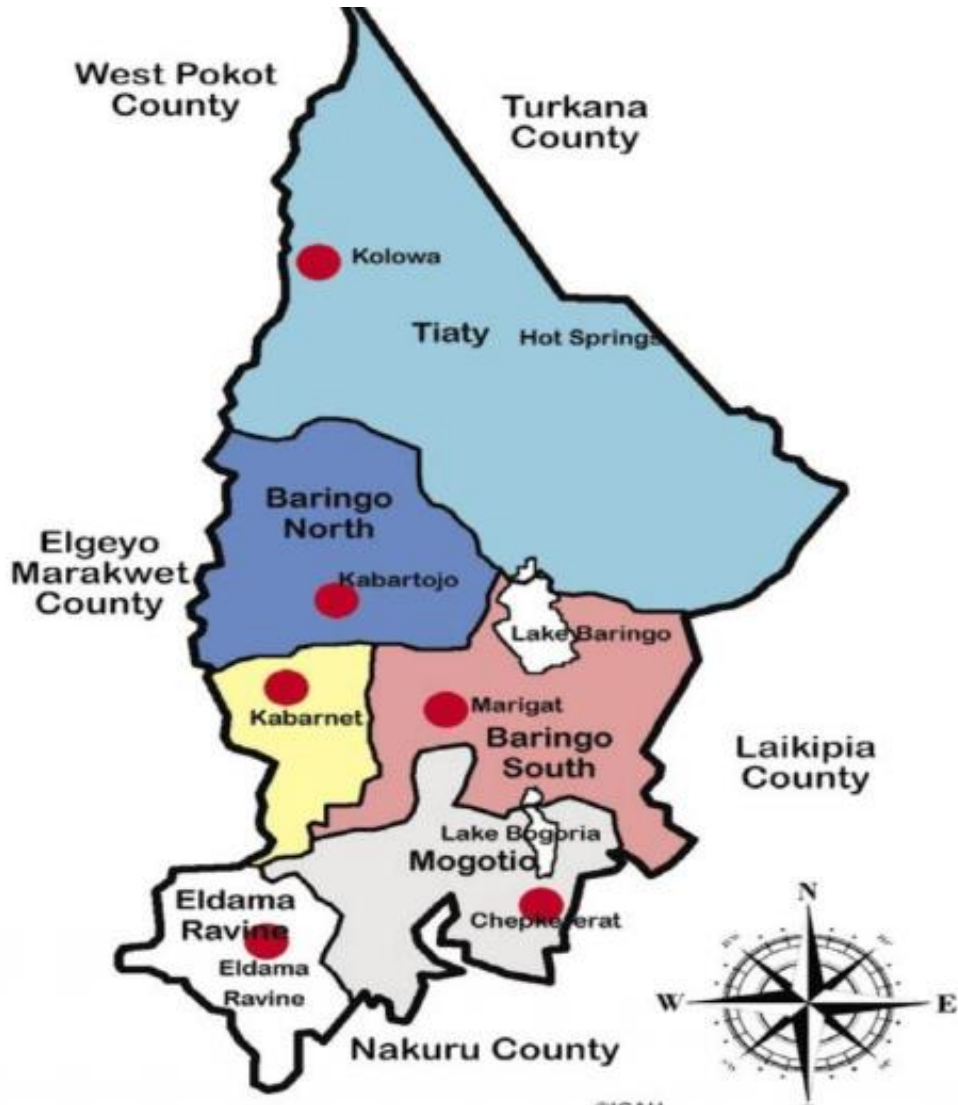 West Pokot
County
Turkana
County
Kolowa
Tiaty
Hot Springs
Baringo
North
Elgeyo
Marakwet
County
Kabartojo
Lake Baringo
Kabarnet
Marigat
Baringo
South
Laikipia
County
Lake Bogoria
Mogotio
Eldama
Ravine
Chepkererat
Eldama
Ravine
Nakuru County
N
W
E